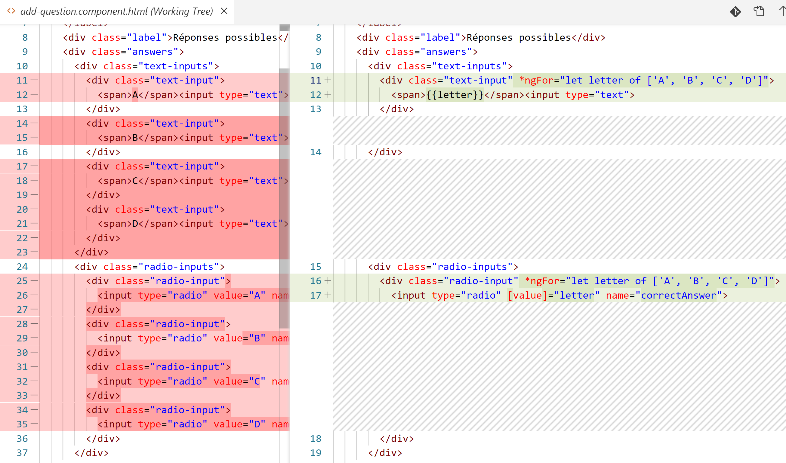 <> add-question.component.html (Working Tree) ×
8 <div class="label">Réponses possibles</
9 <div class="answers">
10 <div class="text-inputs">
11 — <div class="text-input">
12 — <span>A</span><input type="text">
13 </div>
14 — <div class="text-input">
15 — <span>B</span><input type="text">
16 </div>
17 — <div class="text-input">
18 — <span>C</span><input type="text">
19 — </div>
20 — <div class="text-input">
21 — <span>D</span><input type="text">
22 — </div>
23 — </div>
24 <div class="radio-inputs">
25 — <div class="radio-input">
26 — <input type="radio" value="A" nam
27 — </div>
28 — <div class="radio-input">
29 — <input type="radio" value="B" nam
30 — </div>
31 — <div class="radio-input">
32 — <input type="radio" value="C" nam
33 — </div>
34 — <div class="radio-input">
35 — <input type="radio" value="D" nam
36 </div>
37 </div>
8 <div class="label">Réponses possibles</div>
9 <div class="answers">
10 <div class="text-inputs">
11 + <div class="text-input" *ngFor="let letter of ['A', 'B', 'C', 'D']">
12 + <span>{{letter}}</span><input type="text">
13 </div>
14 </div>
15 <div class="radio-inputs">
16 + <div class="radio-input" *ngFor="let letter of ['A', 'B', 'C', 'D']">
17 + <input type="radio" [value]="letter" name="correctAnswer">
18 </div>
19 </div>